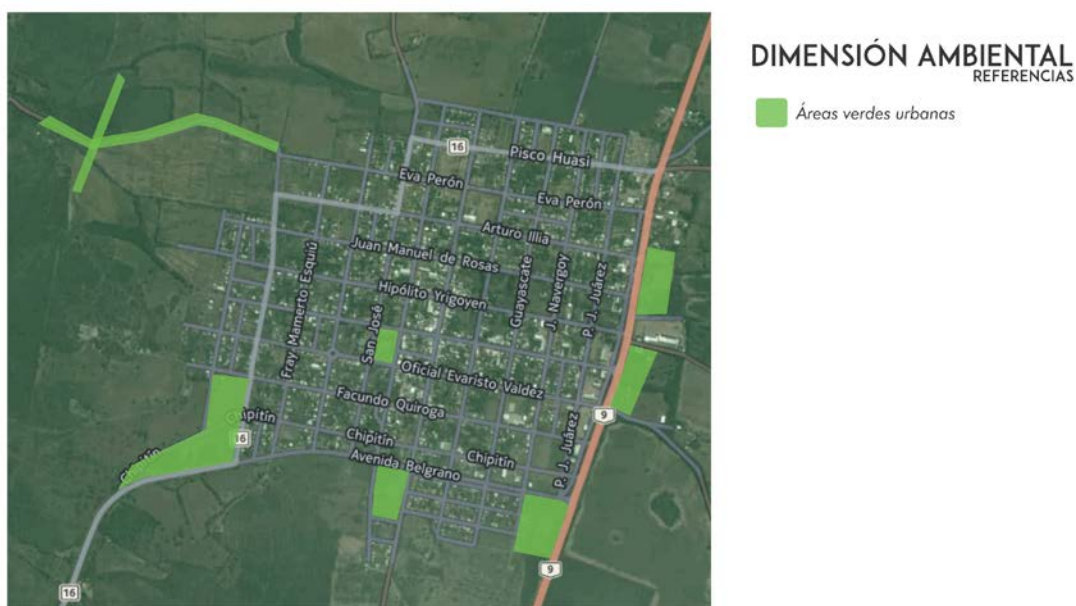 DIMENSIÓN AMBIENTAL
REFERENCIAS
Áreas verdes urbanas
16
Pisco Huasi
Eva Perón
Eva Perón
Arturo Illia
Juan Manuel de Rosas
Hipólito Yrigoyen
Fray Mamerto Esquiú
San José
Guayascate
J. Navergoy
P. J. Juárez
Oficial Evaristo Valdez
Facundo Quiroga
9
Chipitín
16
Chipitín
Chipitín
Chipitín
Avenida Belgrano
P. J. Juárez
9
16